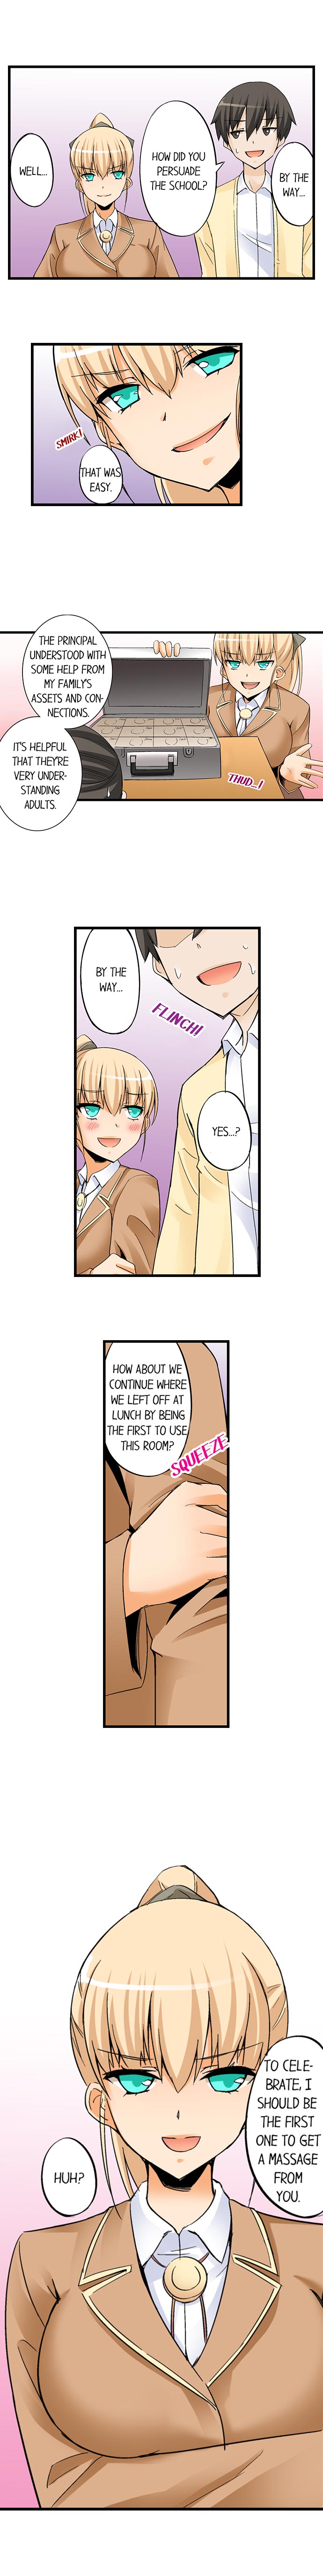 BY THE
WAY...
HOW DID YOU
PERSUADE
THE SCHOOL?
WELL...
SMIRK!
THAT WAS
EASY.
THE PRINCIPAL
UNDERSTOOD WITH
SOME HELP FROM
MY FAMILY'S
ASSETS AND CON-
NECTIONS.
IT'S HELPFUL
THAT THEY'RE
VERY UNDER-
STANDING
ADULTS.
THUD...!
BY THE
WAY...
FLINCH!
YES...?
HOW ABOUT WE
CONTINUE WHERE
WE LEFT OFF AT
LUNCH BY BEING
THE FIRST TO USE
THIS ROOM?
SQUEEZE
TO CELE-
BRATE, I
SHOULD BE
THE FIRST
ONE TO GET
A MASSAGE
FROM
YOU.
HUH?